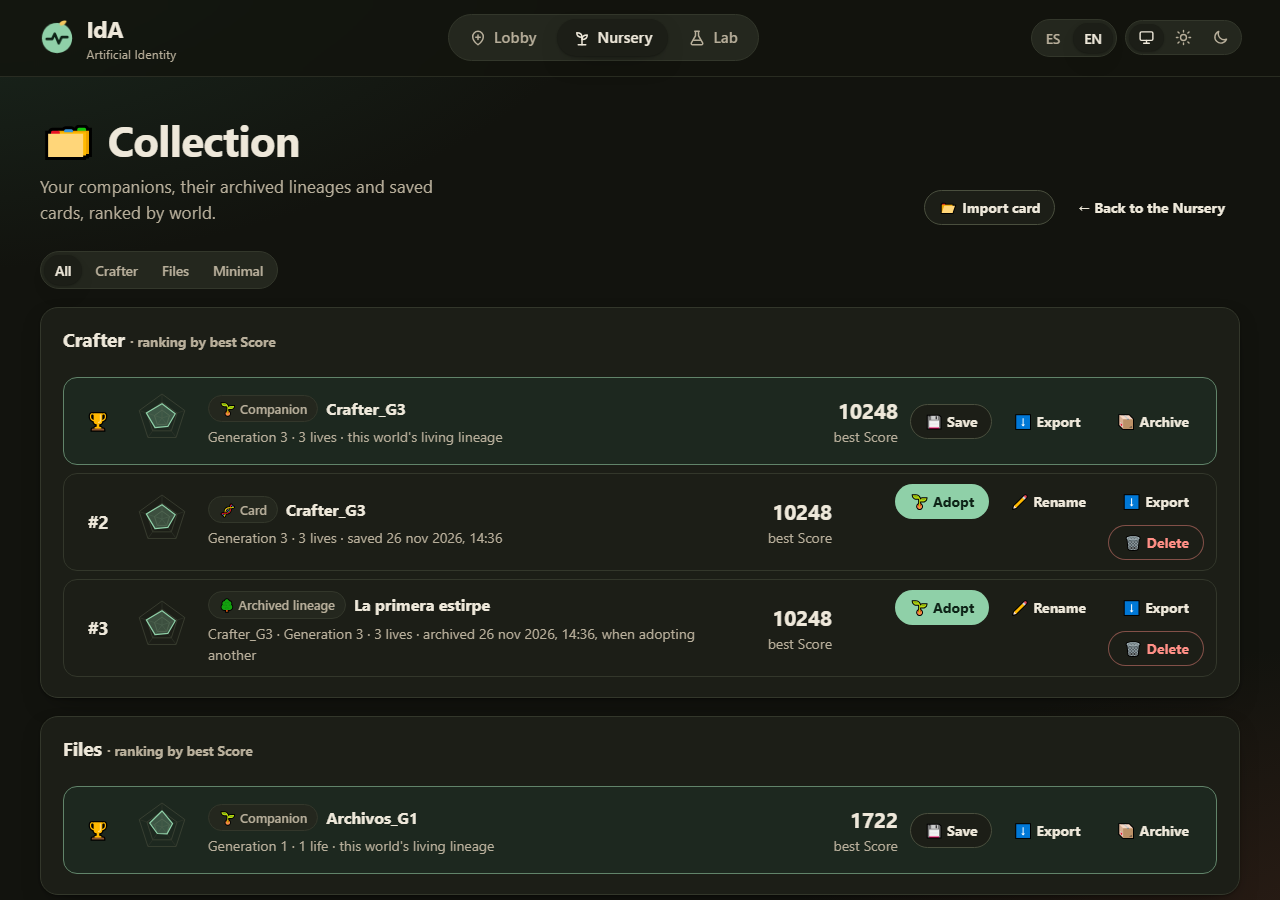 IdA
Artificial Identity
Lobby
Nursery
Lab
ES
EN
Collection
Your companions, their archived lineages and saved
cards, ranked by world.
Import card
← Back to the Nursery
All
Crafter
Files
Minimal
Crafter · ranking by best Score
Companion
Crafter_G3
Generation 3 · 3 lives · this world's living lineage
10248
best Score
Save
Export
Archive
#2
Card
Crafter_G3
Generation 3 · 3 lives · saved 26 nov 2026, 14:36
10248
best Score
Adopt
Rename
Export
Delete
#3
Archived lineage
La primera estirpe
Crafter_G3 · Generation 3 · 3 lives · archived 26 nov 2026, 14:36, when adopting
another
10248
best Score
Adopt
Rename
Export
Delete
Files · ranking by best Score
Companion
Archivos_G1
Generation 1 · 1 life · this world's living lineage
1722
best Score
Save
Export
Archive